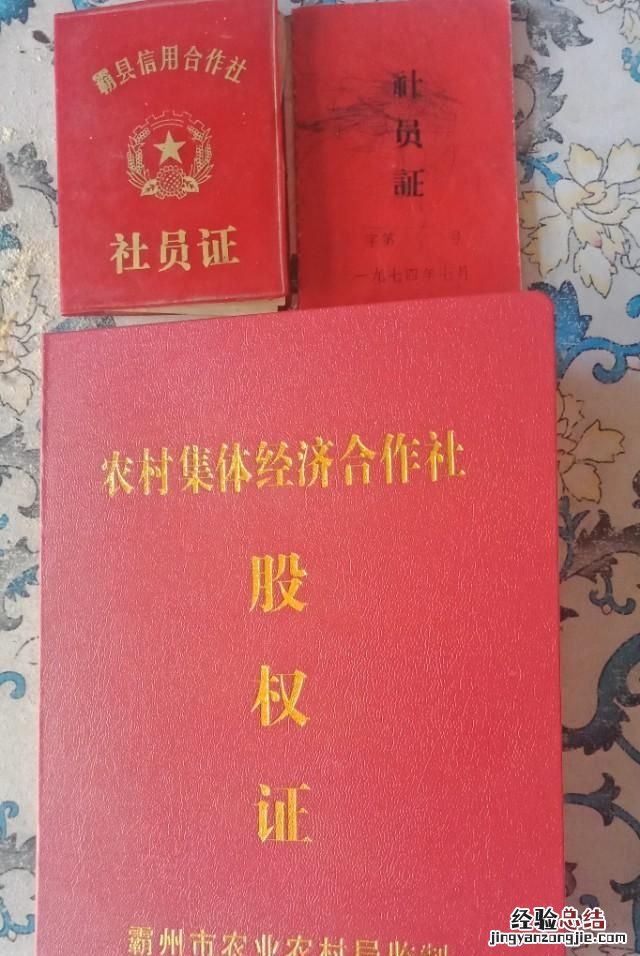 霸县信用合作社
社员证
社
员
証
字第 号
一九七四年七月
农村集体经济合作社
股
权
证
霸州市农业农村局监制
经验总结
jingyanzongjie.com